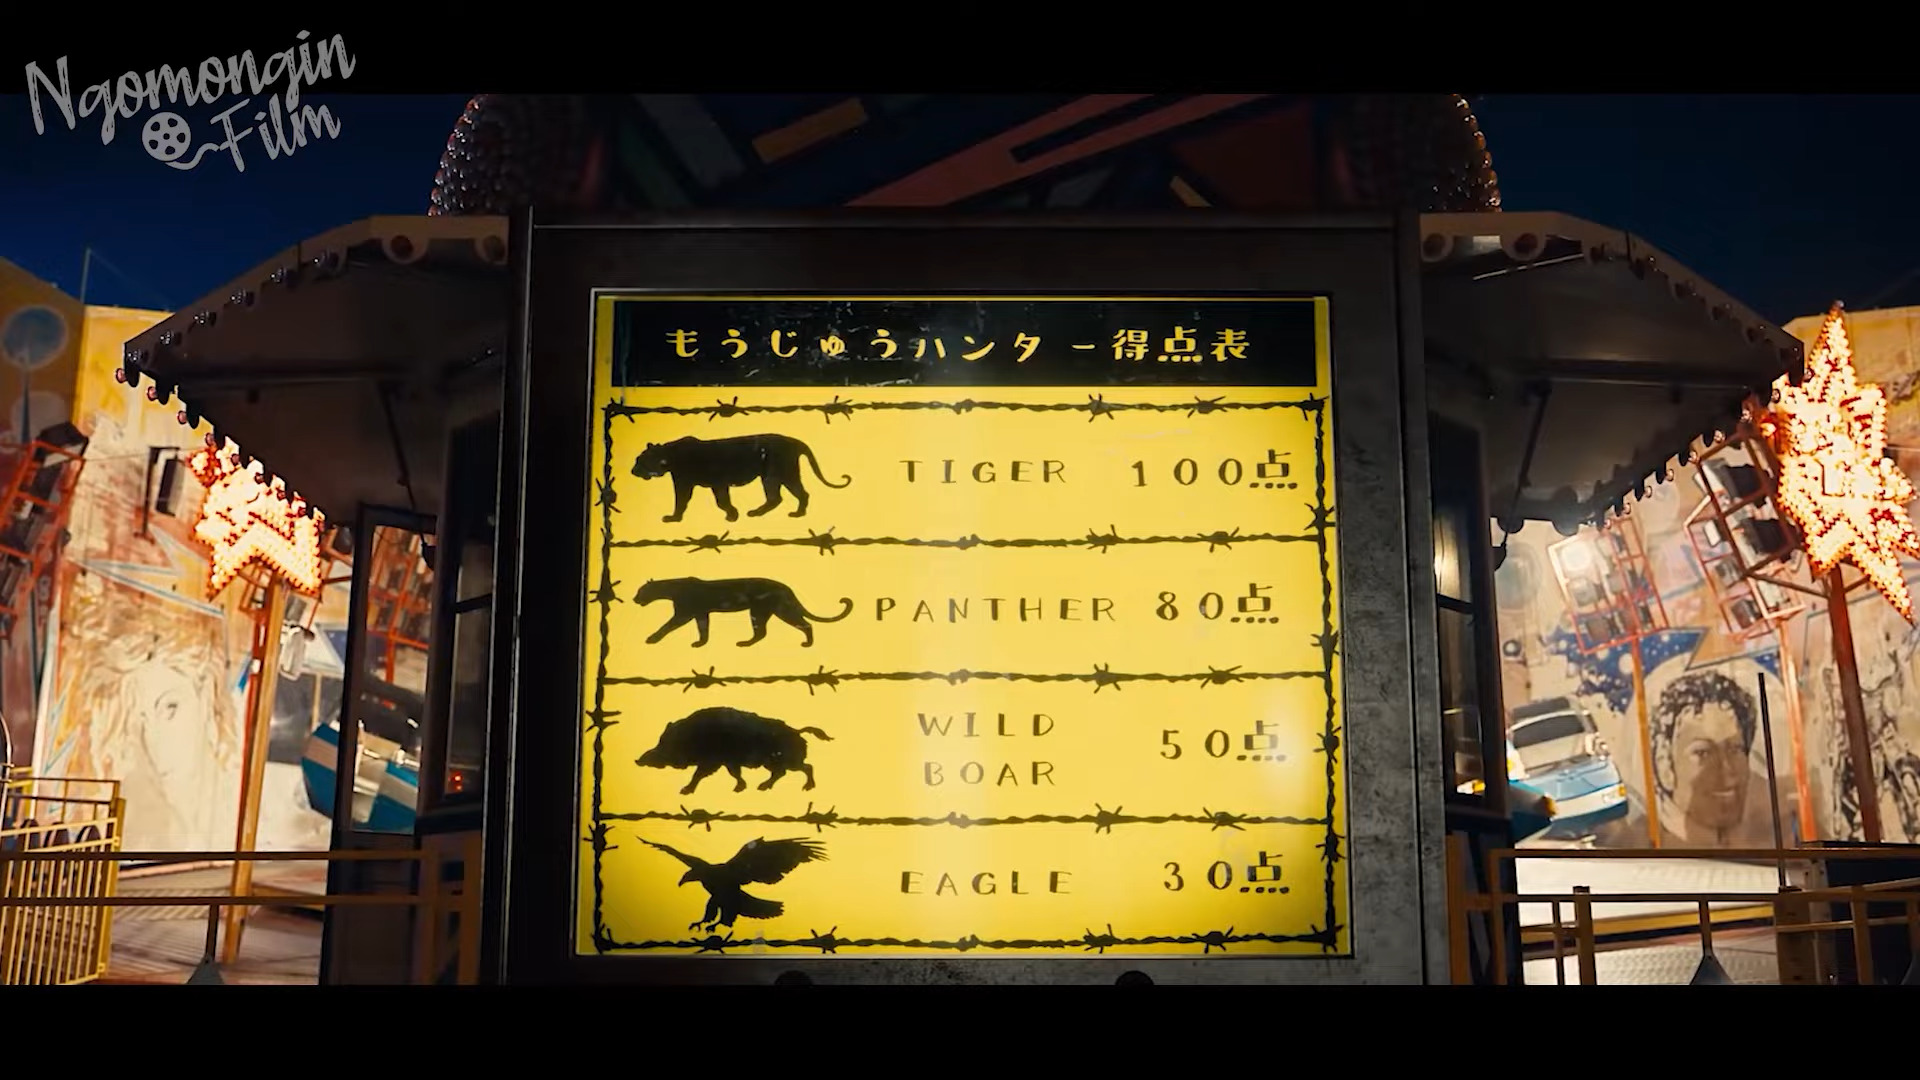 Ngomongin
Film
もうじゅうハンター得点表
TIGER 100点
PANTHER 80点
WILD
BOAR
50点
EAGLE 30点